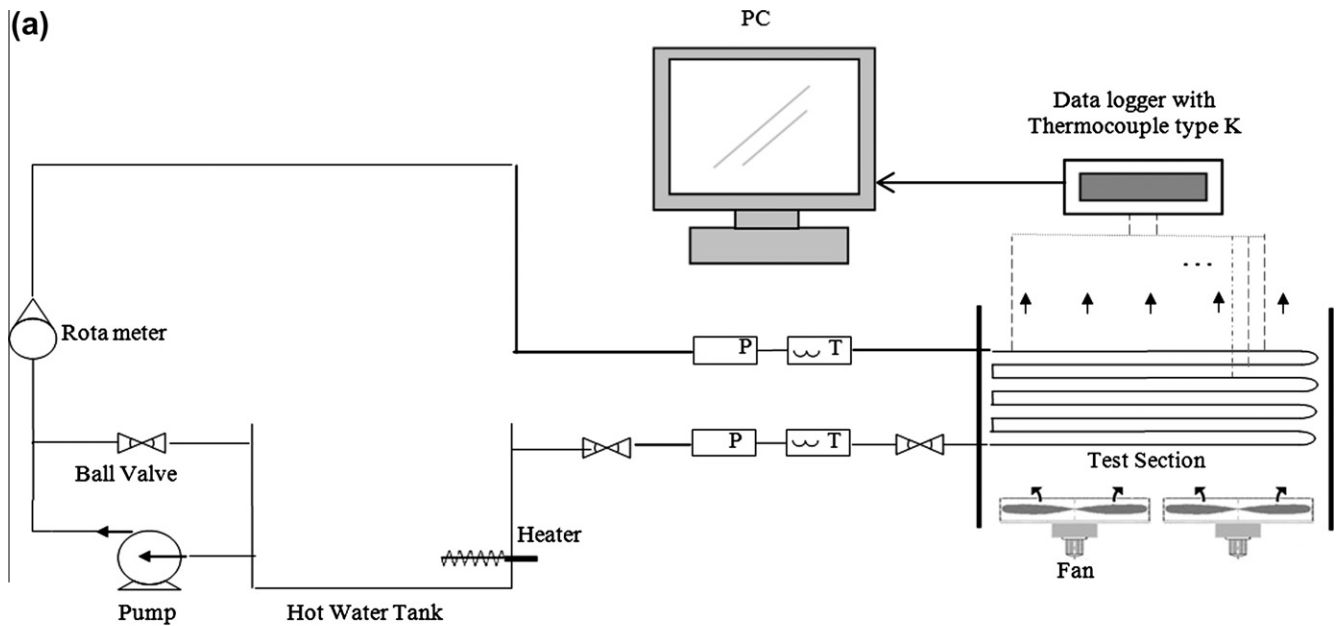 (a)
PC
Data logger with
Thermocouple type K
...
Rota meter
P
T
P
T
Ball Valve
Test Section
Heater
Fan
Pump
Hot Water Tank